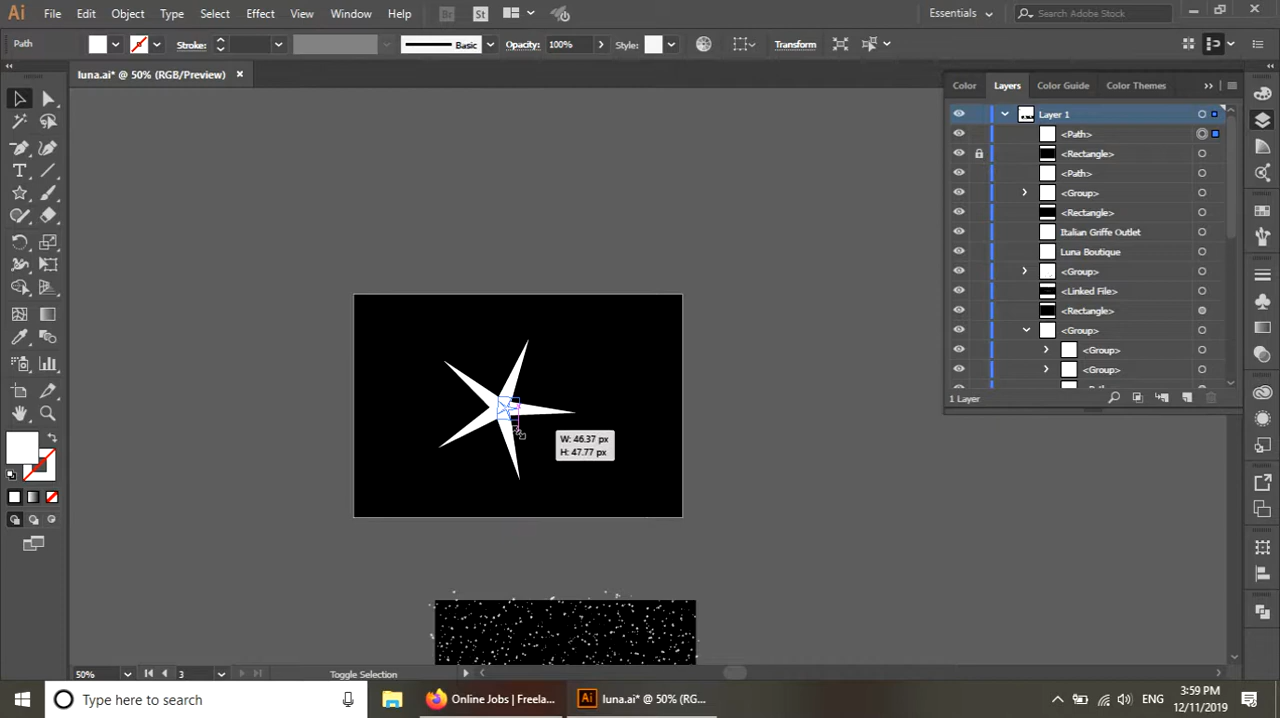 Ai File Edit Object Type Select Effect View Window Help Br St Essentials Search Adobe Stock
Path Stroke: Basic Opacity: 100% Style: Transform
luna.ai* @ 50% (RGB/Preview)
Color Layers Color Guide Color Themes
Layer 1
<Path>
<Rectangle>
<Path>
<Group>
<Rectangle>
Italian Griffe Outlet
Luna Boutique
<Group>
<Linked File>
<Rectangle>
<Group>
<Group>
<Group>
1 Layer
W: 46.37 px
H: 47.77 px
50% 3 Toggle Selection
Type here to search
Online Jobs | Freela...
Ai luna.ai* @ 50% (RG...
ENG
3:59 PM
12/11/2019